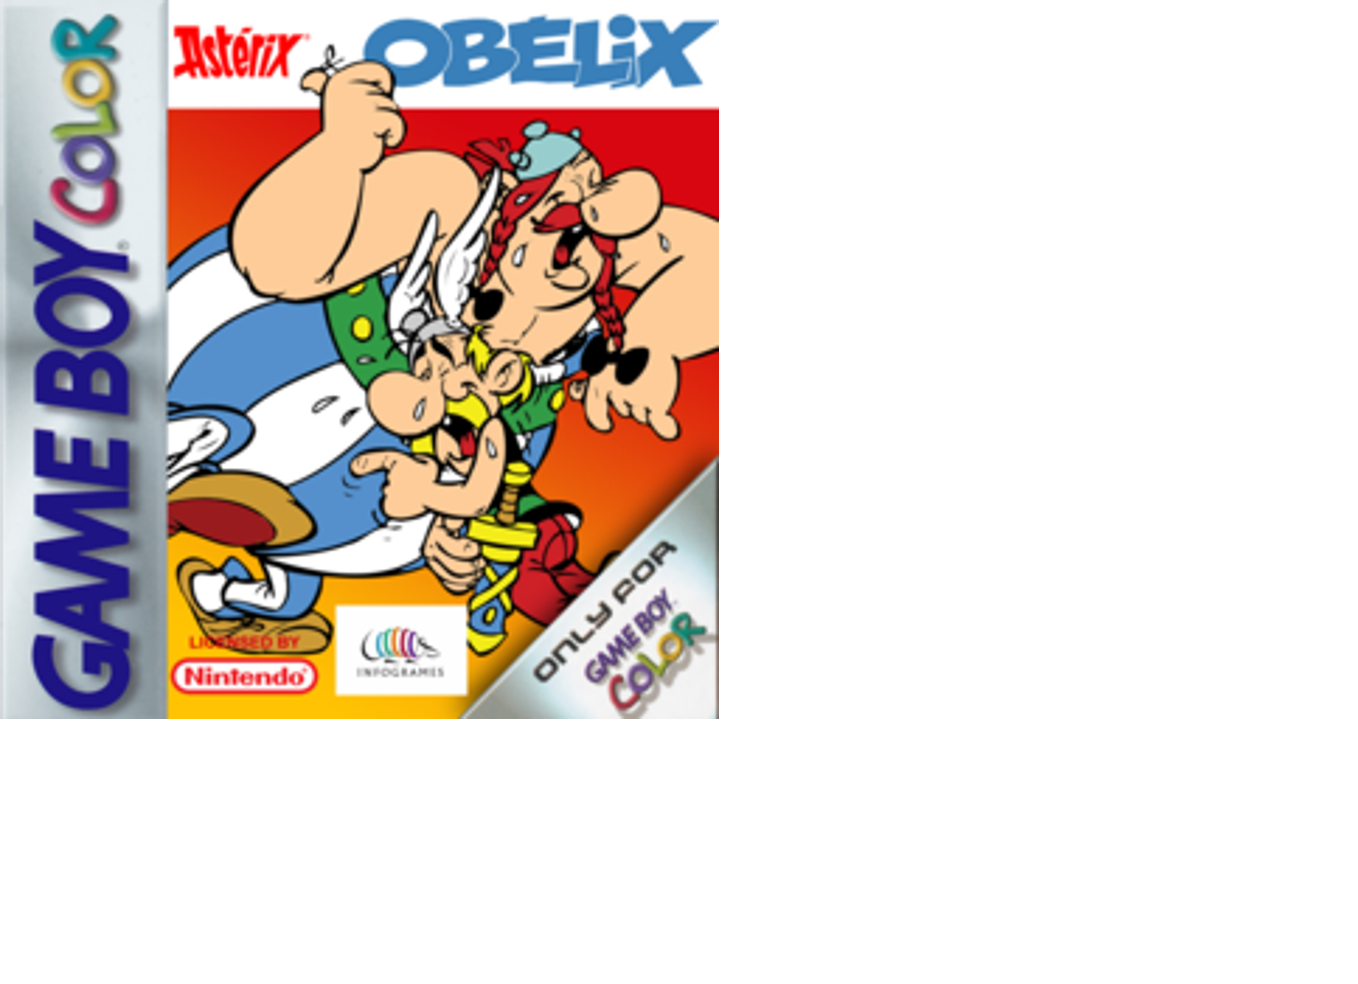 GAME BOY COLOR
Astérix OBELIX
LICENSED BY
Nintendo
INFOGRAMES
ONLY FOR
GAME BOY
COLOR